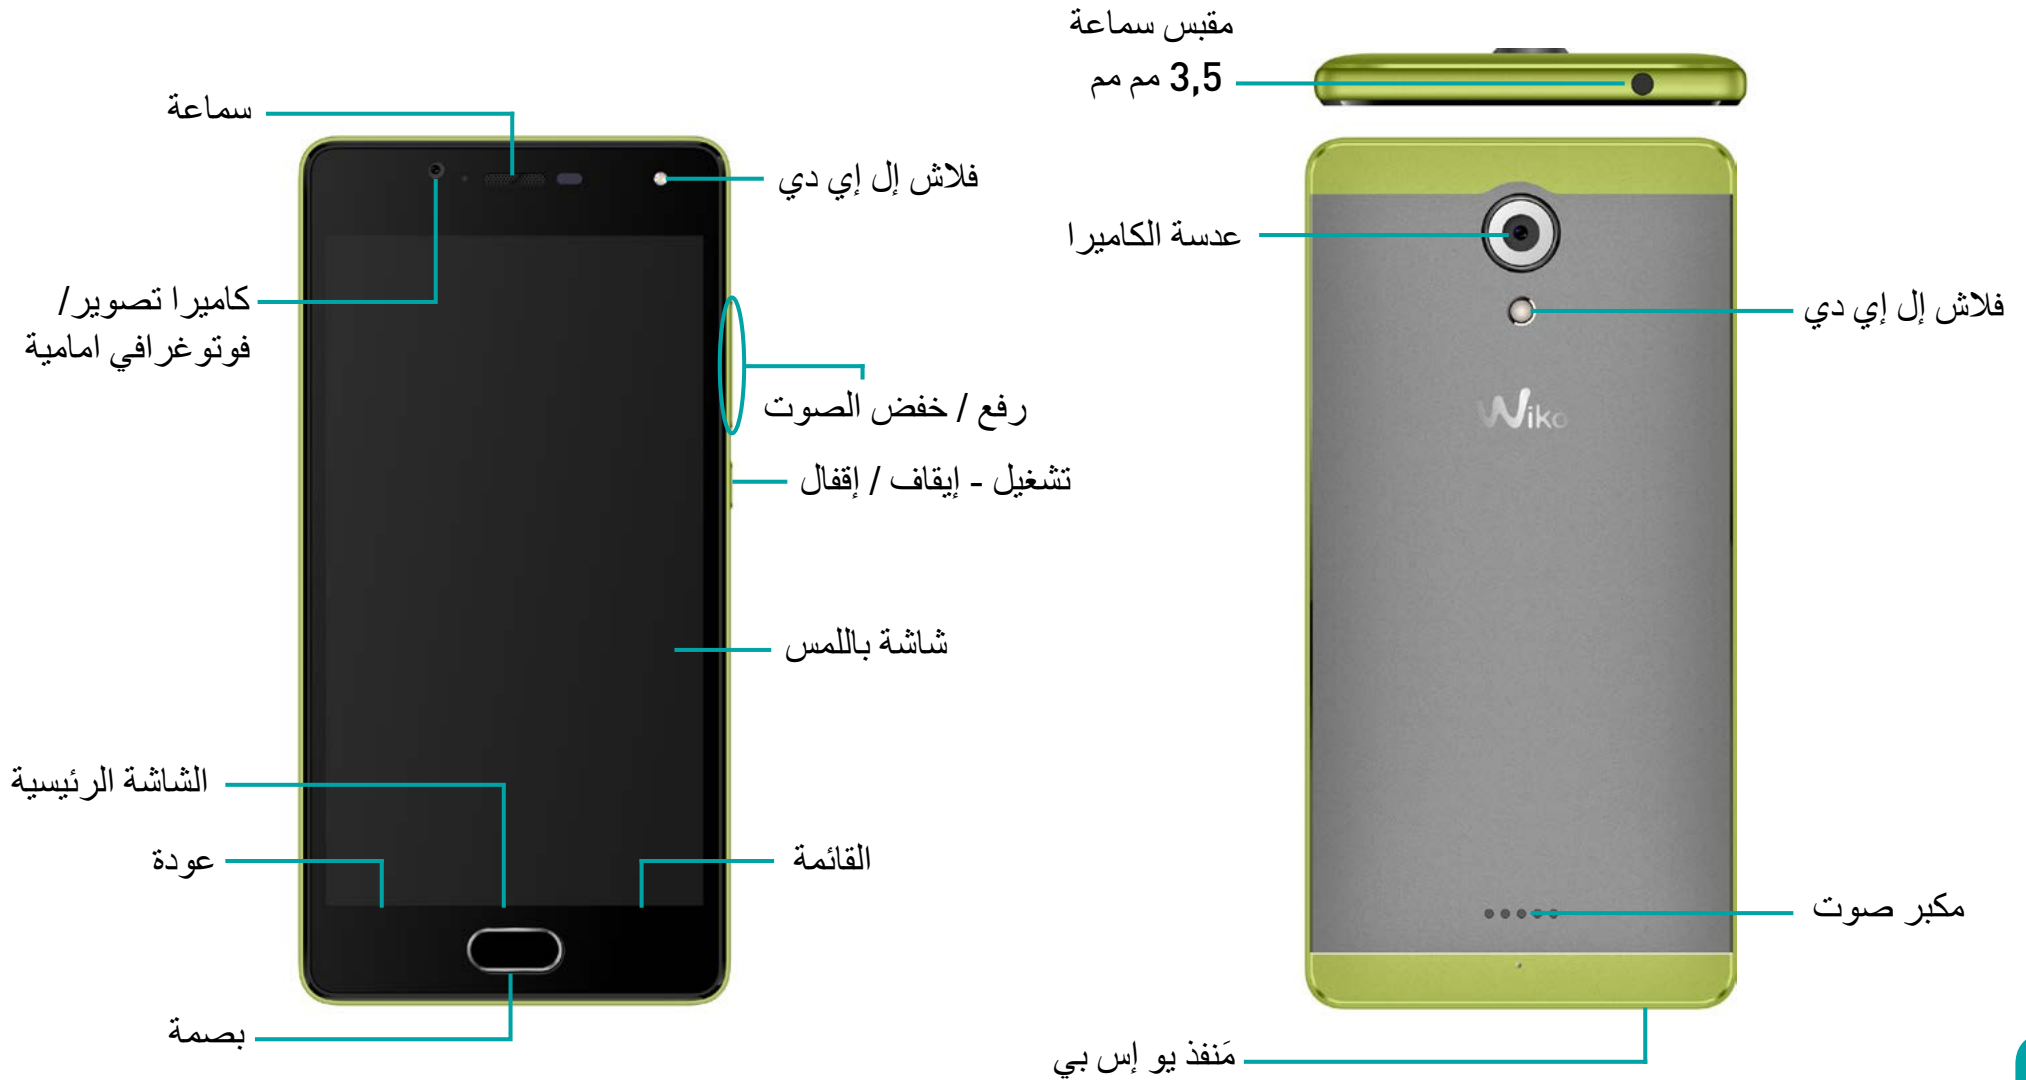 مقبس سماعة
3,5 مم مم
سماعة
فلاش إل إي دي
عدسة الكاميرا
كاميرا تصوير/
فوتوغرافي امامية
فلاش إل إي دي
رفع / خفض الصوت
Wiko
تشغيل - إيقاف / إقفال
شاشة باللمس
الشاشة الرئيسية
عودة
القائمة
مكبر صوت
بصمة
مَنفذ يو إس بي